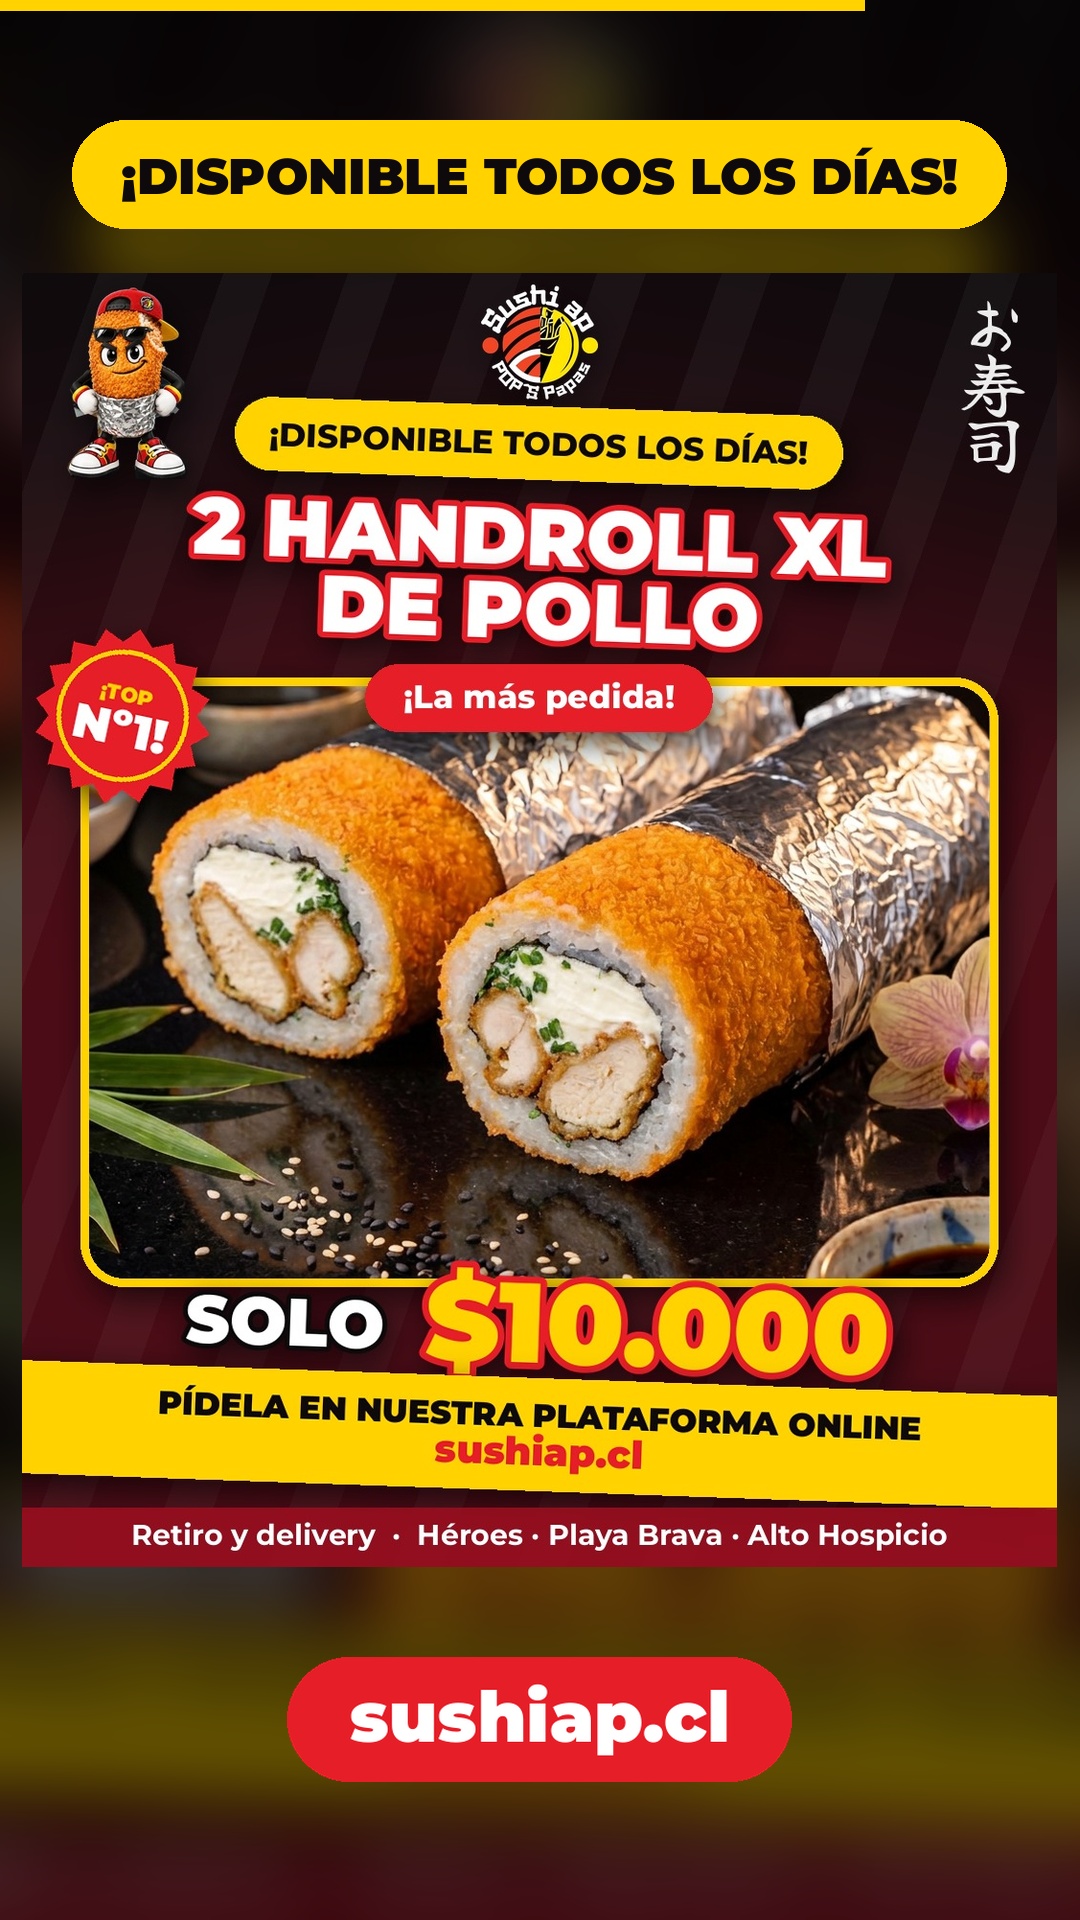 ¡DISPONIBLE TODOS LOS DÍAS!
Sushi ap
POP'S Papas
お寿司
¡DISPONIBLE TODOS LOS DÍAS!
2 HANDROLL XL
DE POLLO
¡La más pedida!
¡TOP
Nº1!
SOLO $10.000
PÍDELA EN NUESTRA PLATAFORMA ONLINE
sushiap.cl
Retiro y delivery · Héroes · Playa Brava · Alto Hospicio
sushiap.cl